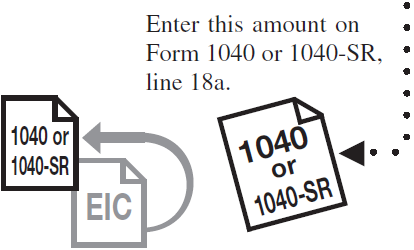 Enter this amount on
Form 1040 or 1040-SR,
line 18a.
1040 or
1040-SR
EIC
1040
or
1040-SR